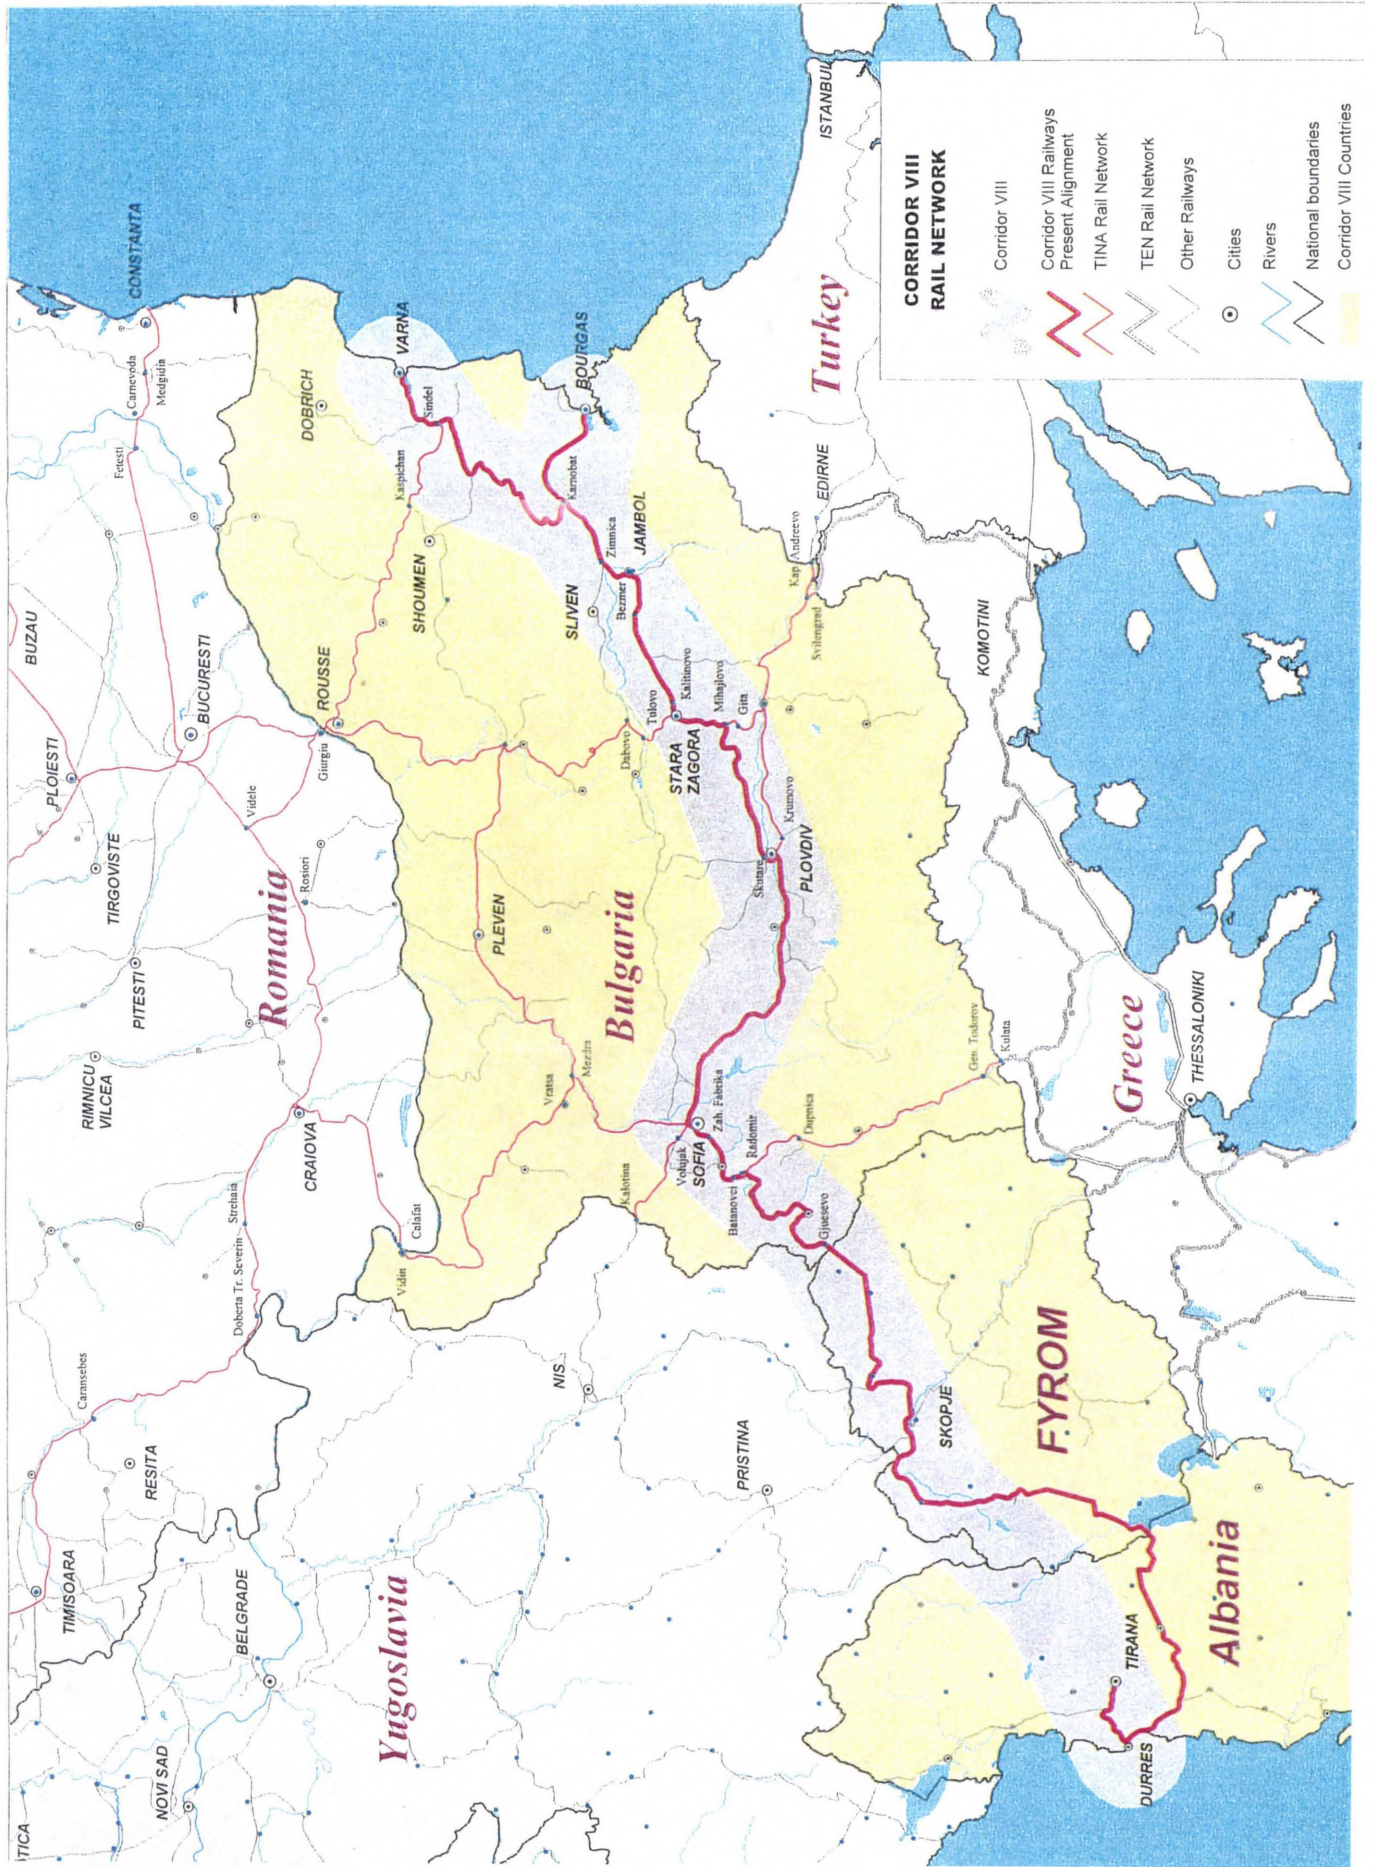 CORRIDOR VIII
RAIL NETWORK
Corridor VIII
Corridor VIII Railways
Present Alignment
TINA Rail Network
TEN Rail Network
Other Railways
Cities
Rivers
National boundaries
Corridor VIII Countries
TICA
NOVI SAD
TIMISOARA
BELGRADE
RESITA
Caransebes
Doberta Tr. Severin
Strehaia
RIMNICU
VILCEA
CRAIOVA
Calafat
PITESTI
TIRGOVISTE
PLOIESTI
BUZAU
Romania
Rosiori
Videle
BUCURESTI
Giurgiu
Fetesti
Carnevoda
Medgidia
CONSTANTA
Yugoslavia
NIS
PRISTINA
Vidin
Vratsa
Mezdra
PLEVEN
ROUSSE
SHOUMEN
Kaspichan
DOBRICH
Sindel
VARNA
Bulgaria
Kalotina
Volujak
SOFIA
Zah. Fabrika
Batanovci
Radomir
Dupnica
Gjuesevo
Gen. Todorov
Kulata
Skutare
PLOVDIV
Krumovo
STARA
ZAGORA
Dabovo
Tulovo
Kalitinovo
Mihajlovo
Gita
SLIVEN
Bezmer
Zimnica
JAMBOL
Karnobat
BOURGAS
Svilengrad
Kap. Andreevo
EDIRNE
Turkey
ISTANBUL
KOMOTINI
Greece
THESSALONIKI
SKOPJE
FYROM
Albania
TIRANA
DURRES